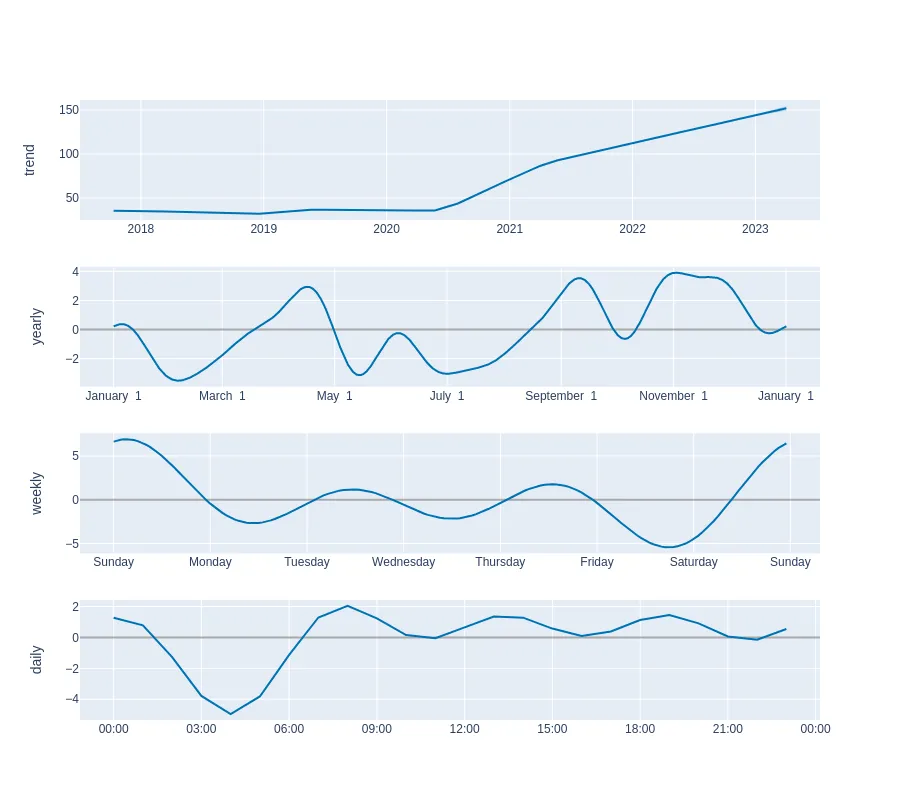 trend
150
100
50
2018 2019 2020 2021 2022 2023
yearly
4
2
0
−2
January 1 March 1 May 1 July 1 September 1 November 1 January 1
weekly
5
0
−5
Sunday Monday Tuesday Wednesday Thursday Friday Saturday Sunday
daily
2
0
−2
−4
00:00 03:00 06:00 09:00 12:00 15:00 18:00 21:00 00:00